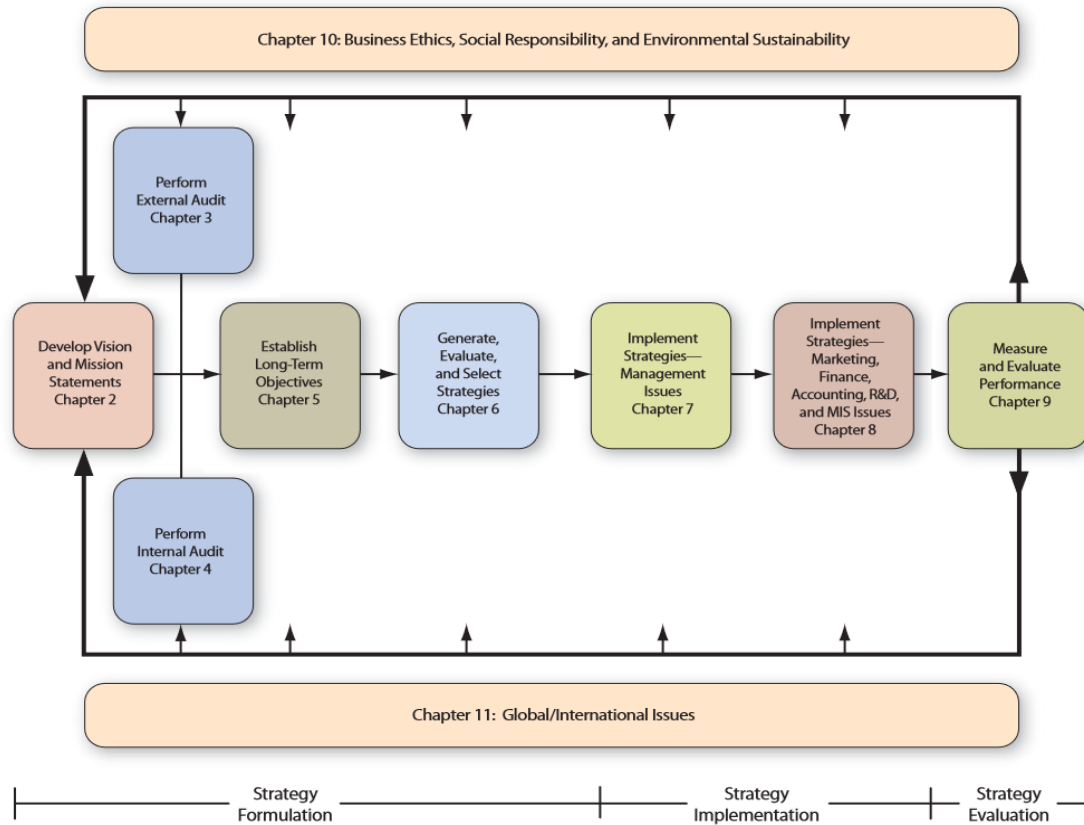 Chapter 10: Business Ethics, Social Responsibility, and Environmental Sustainability
Perform
External Audit
Chapter 3
Develop Vision
and Mission
Statements
Chapter 2
Establish
Long-Term
Objectives
Chapter 5
Generate,
Evaluate,
and Select
Strategies
Chapter 6
Implement
Strategies—
Management
Issues
Chapter 7
Implement
Strategies—
Marketing,
Finance,
Accounting, R&D,
and MIS Issues
Chapter 8
Measure
and Evaluate
Performance
Chapter 9
Perform
Internal Audit
Chapter 4
Chapter 11: Global/International Issues
Strategy
Formulation
Strategy
Implementation
Strategy
Evaluation